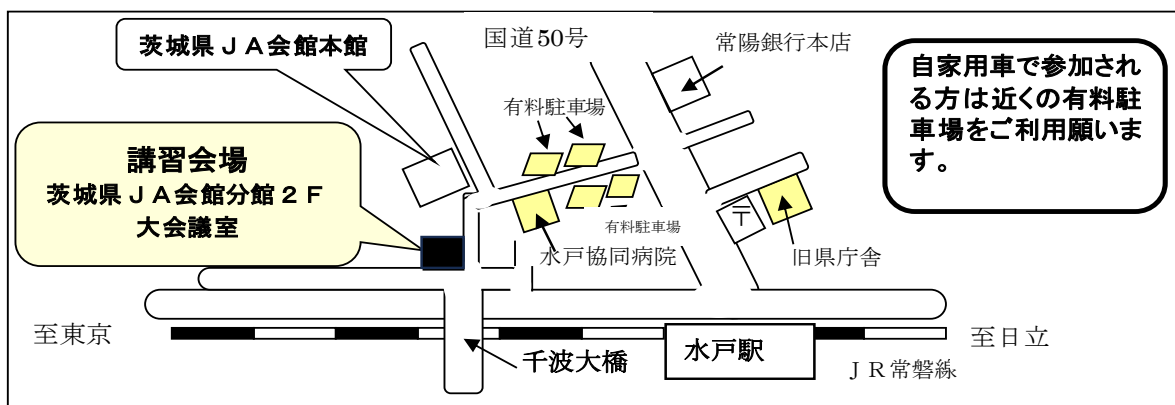 茨城県ＪＡ会館本館
国道50号
常陽銀行本店
自家用車で参加され
る方は近くの有料駐
車場をご利用願いま
す。
有料駐車場
講習会場
茨城県ＪＡ会館分館２Ｆ
大会議室
〒
有料駐車場
水戸協同病院
旧県庁舎
至東京
千波大橋
水戸駅
至日立
ＪＲ常磐線